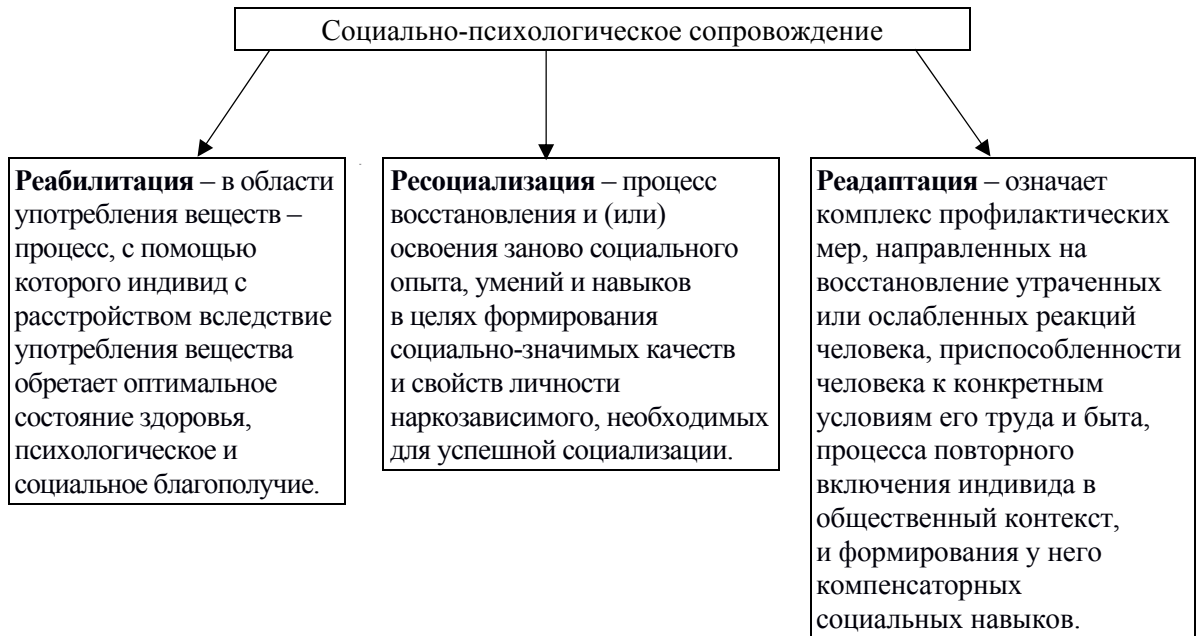 Социально-психологическое сопровождение
Реабилитация – в области
употребления веществ –
процесс, с помощью
которого индивид с
расстройством вследствие
употребления вещества
обретает оптимальное
состояние здоровья,
психологическое и
социальное благополучие.
Ресоциализация – процесс
восстановления и (или)
освоения заново социального
опыта, умений и навыков
в целях формирования
социально-значимых качеств
и свойств личности
наркозависимого, необходимых
для успешной социализации.
Реадаптация – означает
комплекс профилактических
мер, направленных на
восстановление утраченных
или ослабленных реакций
человека, приспособленности
человека к конкретным
условиям его труда и быта,
процесса повторного
включения индивида в
общественный контекст,
и формирования у него
компенсаторных
социальных навыков.